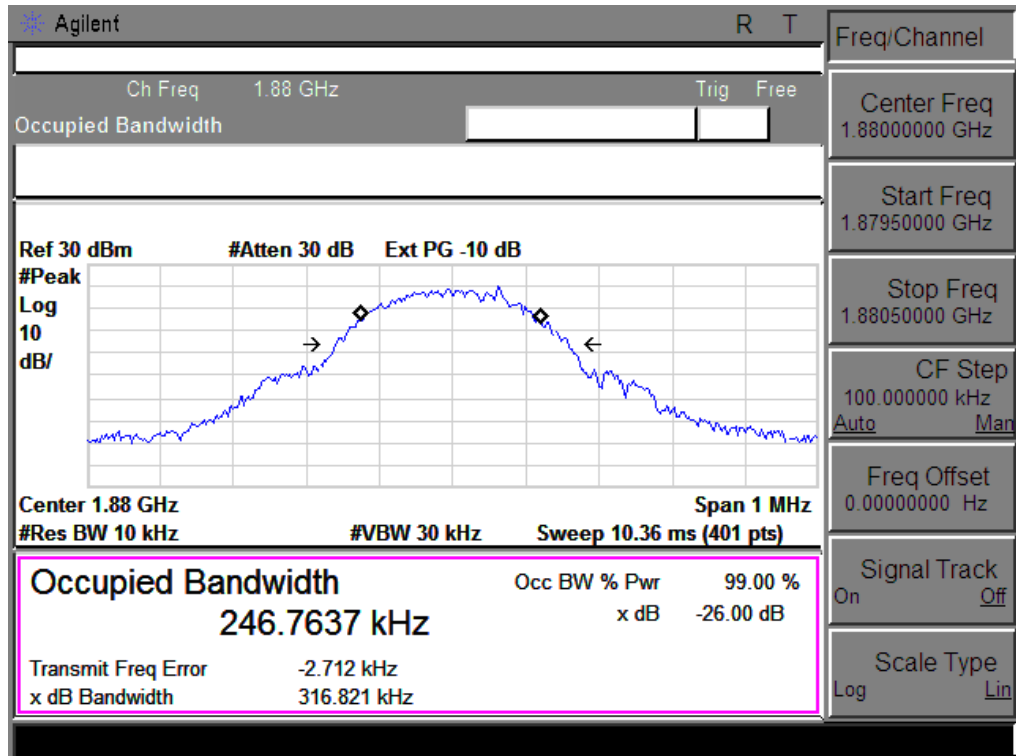 Agilent R T
Ch Freq 1.88 GHz Trig Free
Occupied Bandwidth
Ref 30 dBm #Atten 30 dB Ext PG -10 dB
#Peak
Log
10
dB/
Center 1.88 GHz Span 1 MHz
#Res BW 10 kHz #VBW 30 kHz Sweep 10.36 ms (401 pts)
Occupied Bandwidth Occ BW % Pwr 99.00 %
246.7637 kHz x dB -26.00 dB
Transmit Freq Error -2.712 kHz
x dB Bandwidth 316.821 kHz
Freq/Channel
Center Freq
1.88000000 GHz
Start Freq
1.87950000 GHz
Stop Freq
1.88050000 GHz
CF Step
100.000000 kHz
Auto Man
Freq Offset
0.00000000 Hz
Signal Track
On Off
Scale Type
Log Lin